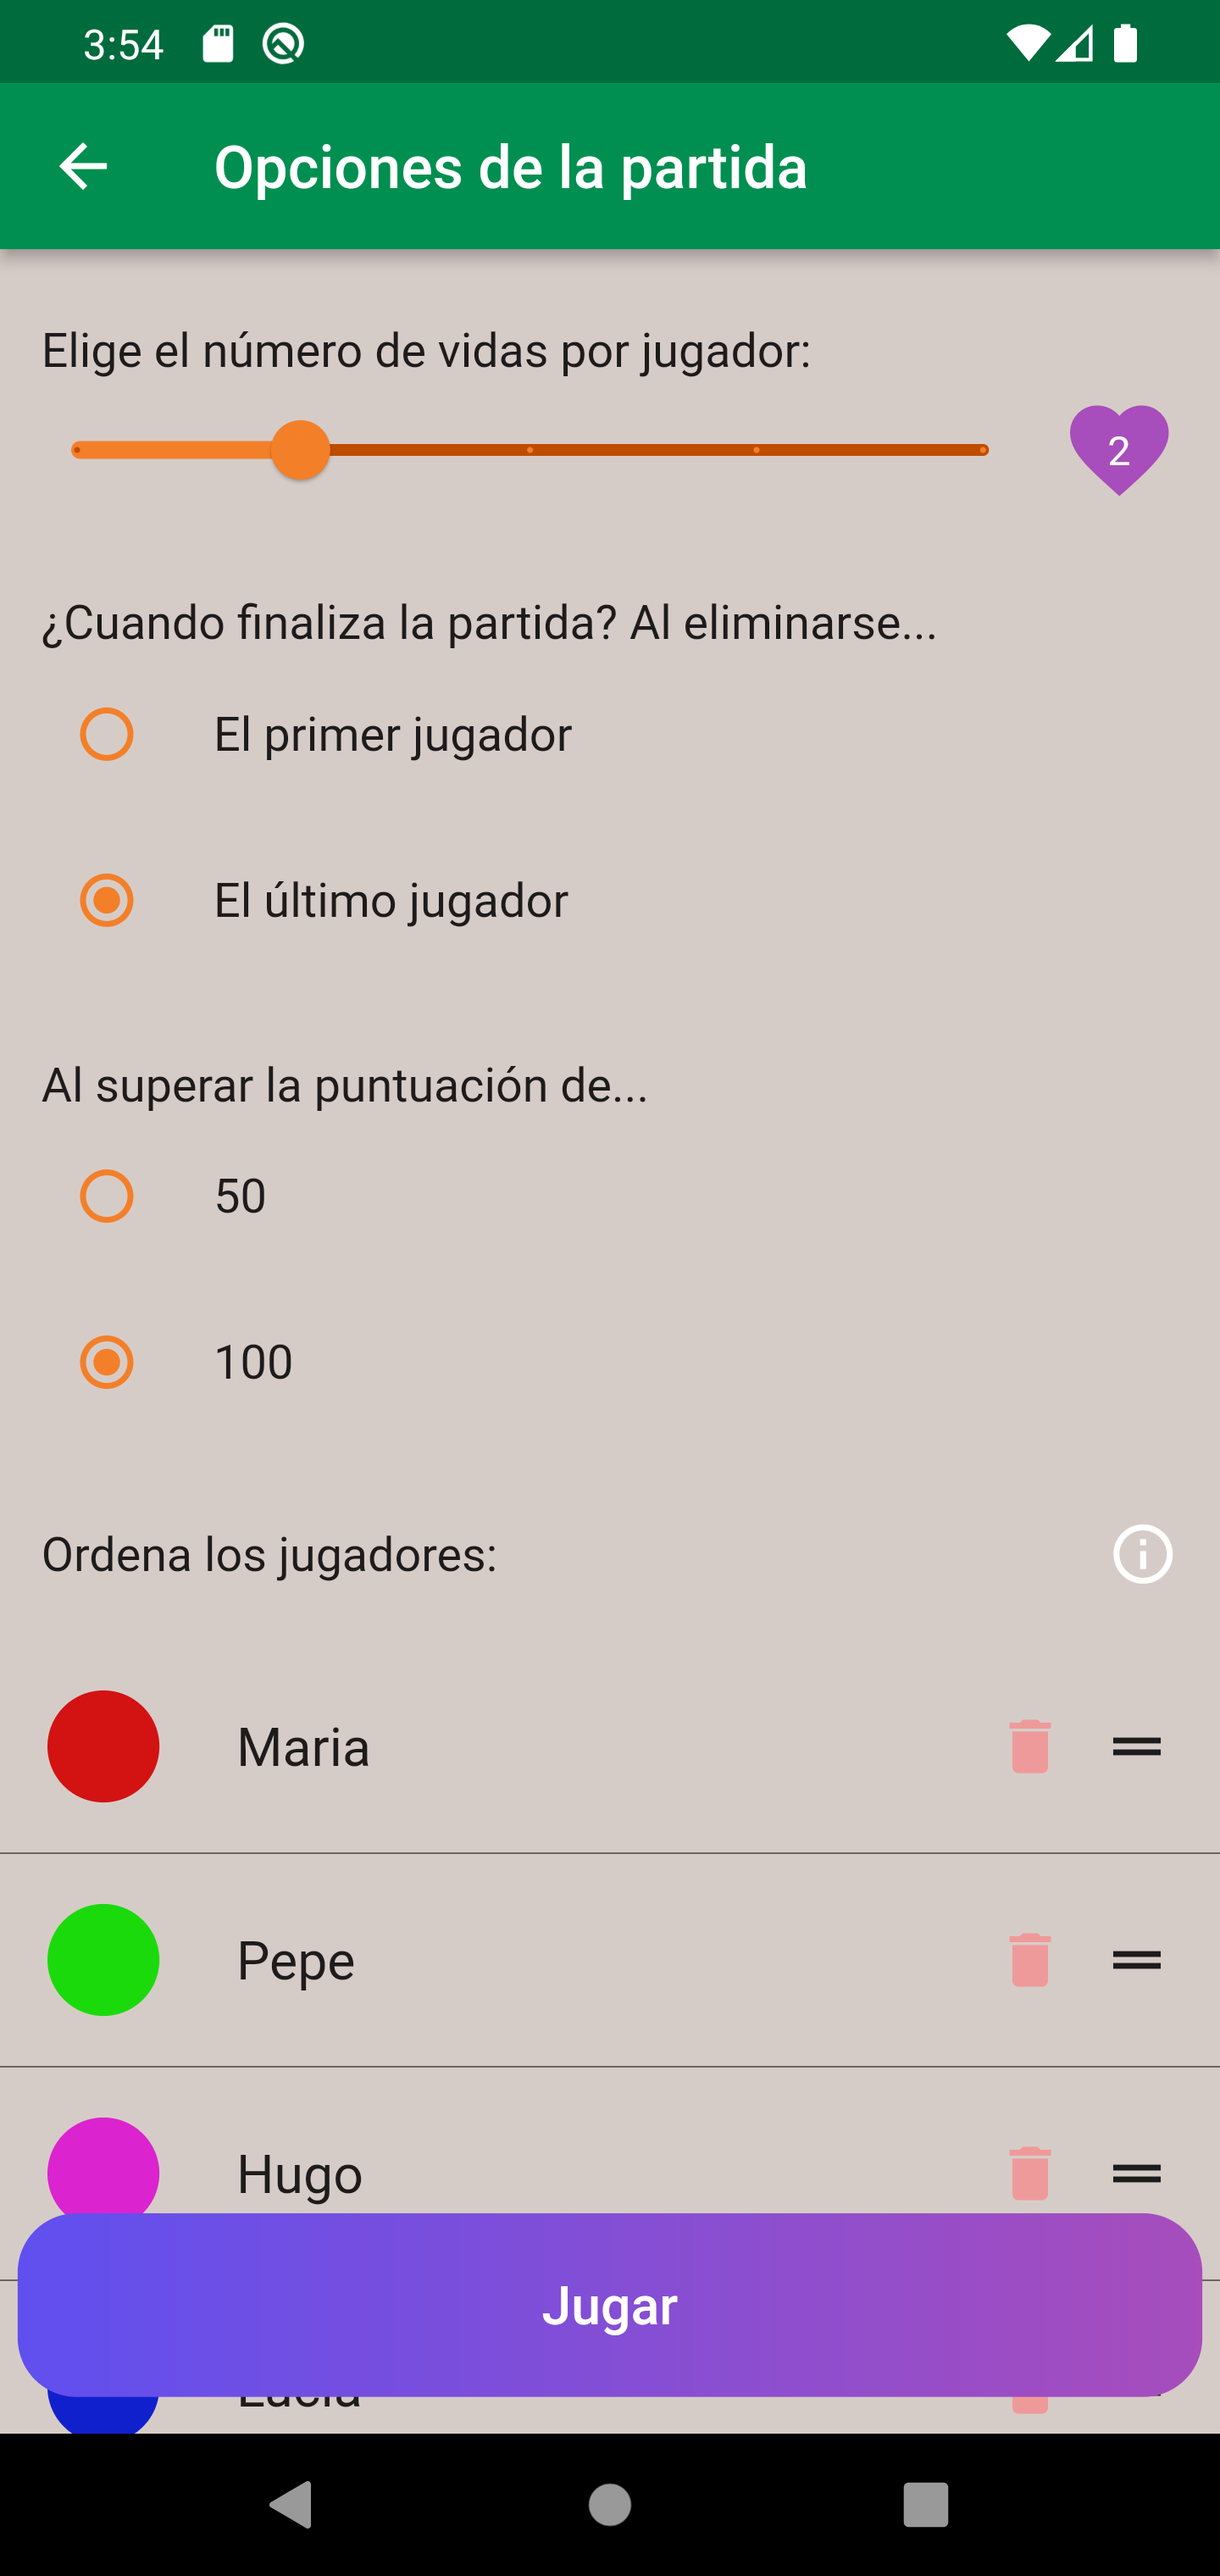 3:54
Opciones de la partida
Elige el número de vidas por jugador:
2
¿Cuando finaliza la partida? Al eliminarse...
El primer jugador
El último jugador
Al superar la puntuación de...
50
100
Ordena los jugadores:
Maria
Pepe
Hugo
Jugar